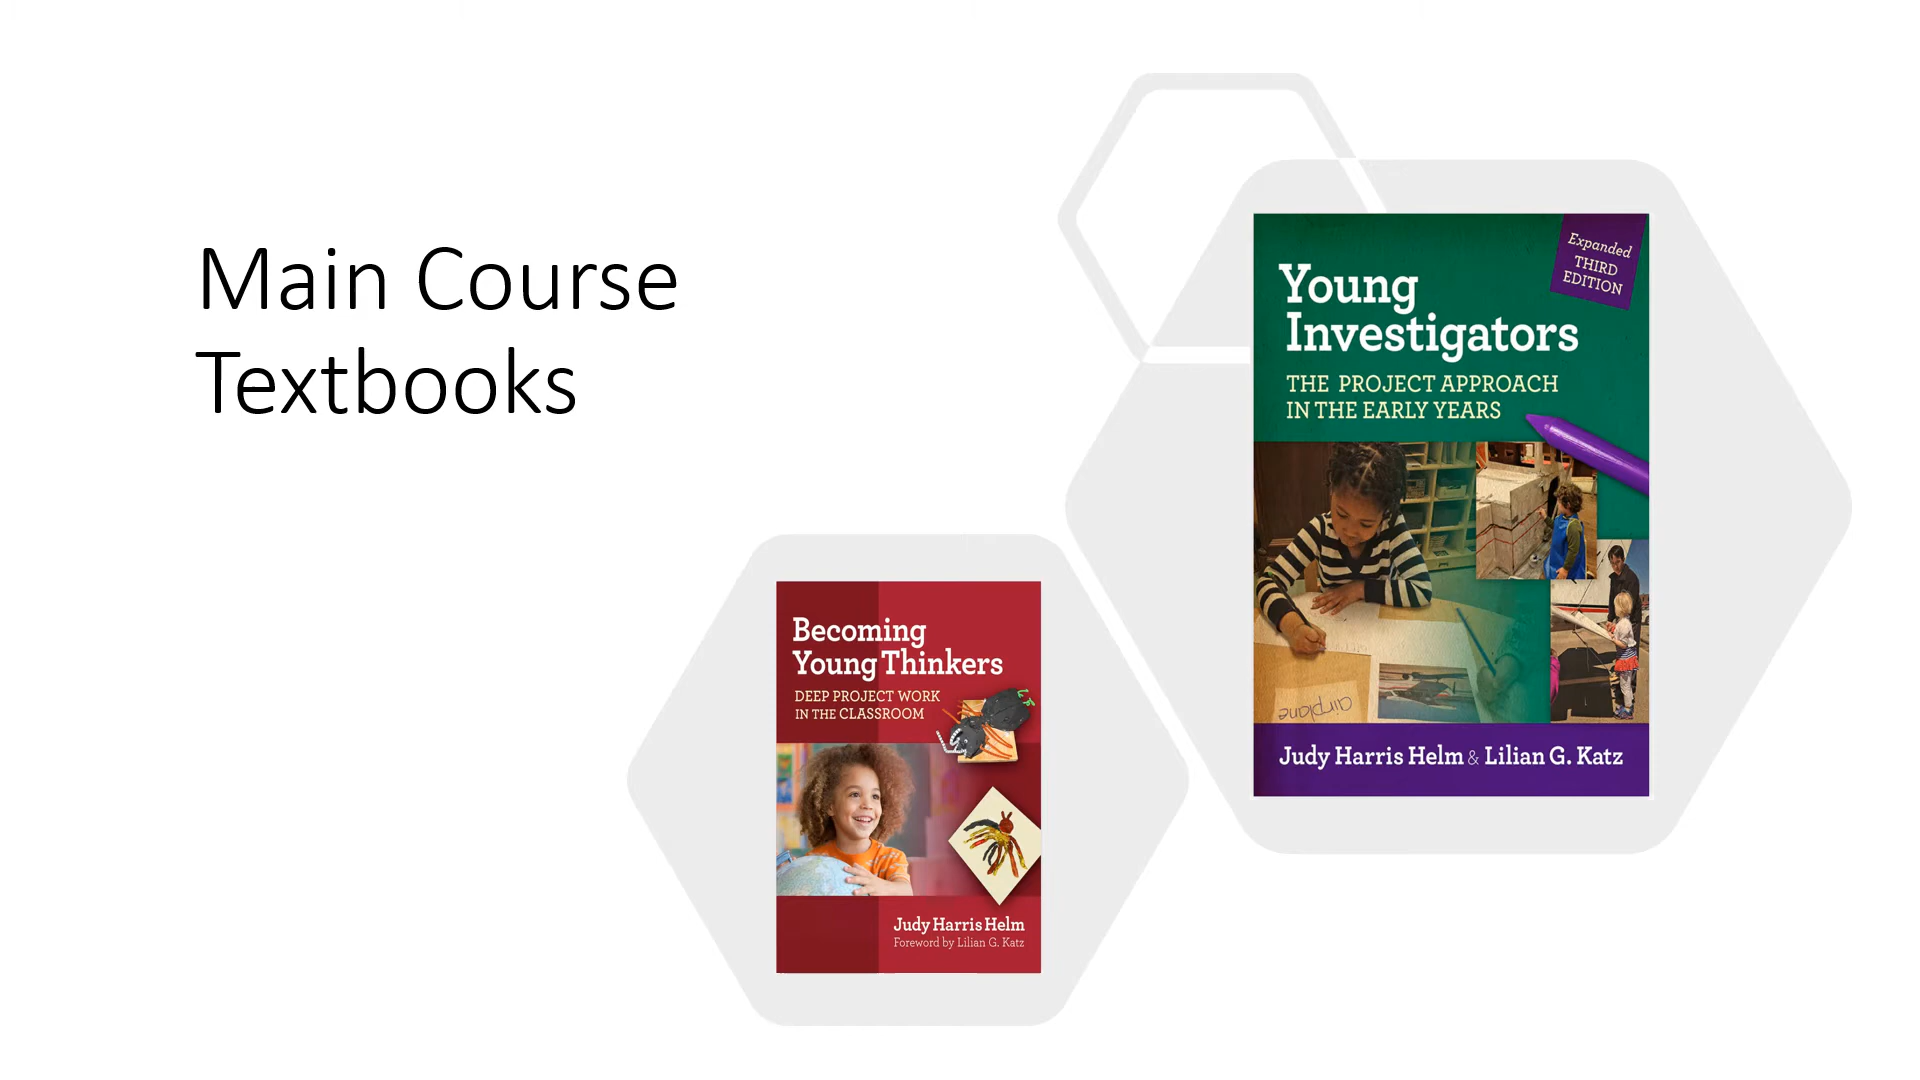 Main Course
Textbooks
Becoming
Young Thinkers
DEEP PROJECT WORK
IN THE CLASSROOM
Judy Harris Helm
Foreword by Lilian G. Katz
Expanded
THIRD
EDITION
Young
Investigators
THE PROJECT APPROACH
IN THE EARLY YEARS
airplane
Judy Harris Helm & Lilian G. Katz